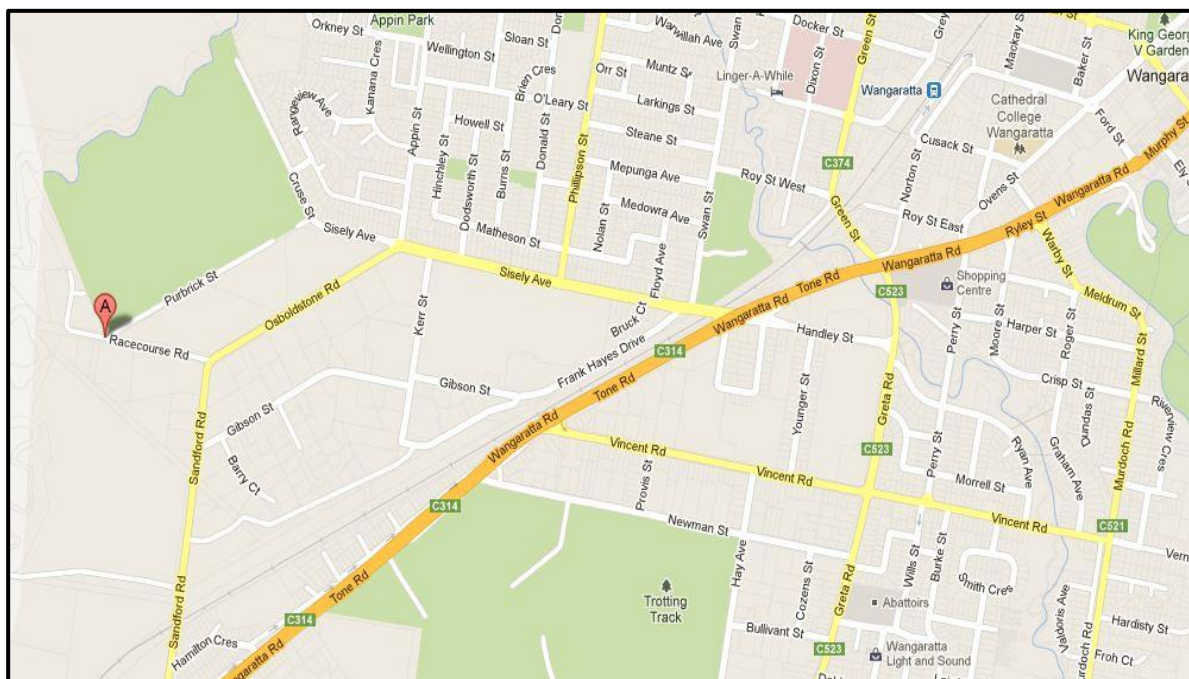 Appin Park
Orkney St
Sloan St
Wellington St
Kanana Cres
Rangeview Ave
Brien Cres
O'Leary St
Howell St
Appin St
Hinchley St
Dodsworth St
Burns St
Donald St
Phillipson St
Cruse St
Sisely Ave
Matheson St
Orr St
Muntz St
Larkings St
Steane St
Mepunga Ave
Medowra Ave
Nolan St
Floyd Ave
Swan St
Swan
Docker St
Dixon St
Linger-A-While
Green St
Grey
Wangaratta
Mackay St
Baker St
King George
V Garden
Wangara
Cathedral
College
Wangaratta
Ford St
Ely S
Murphy St
Cusack St
Norton St
Ovens St
C374
Roy St West
Green St
Roy St East
Wangaratta Rd
Ryley St
Wangaratta Rd
Tone Rd
Wangaratta Rd
Warby St
Meldrum St
Shopping
Centre
C523
Perry St
Moore St
Harper St
Roger St
Millard St
Crisp St
Riverview Cres
Dundas St
Graham Ave
Murdoch Rd
Purbrick St
A
Racecourse Rd
Osboldstone Rd
Sisely Ave
Kerr St
Bruck Ct
Frank Hayes Drive
C314
Handley St
Younger St
Greta Rd
Gibson St
Gibson St
Barry Ct
Sandford Rd
Wangaratta Rd
Tone Rd
Vincent Rd
Vincent Rd
Vincent Rd
Provis St
C523
Perry St
Ryan Ave
Morrell St
C521
Vern
C314
Newman St
Hay Ave
Cozens St
Wills St
Burke St
Smith Cres
Greta Rd
Abattoirs
Trotting
Track
Bullivant St
C523
Wangaratta
Light and Sound
Valdoris Ave
Hardisty St
Froh Ct
Murdoch Rd
Sandford Rd
Tone Rd
C314
Hamilton Cres
Wangaratta Rd